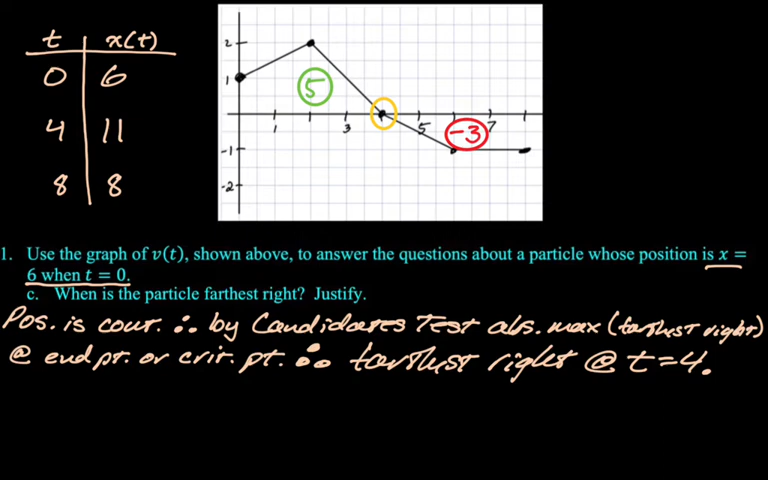 t x(t)
0 6
4 11
8 8
2
1
-1
-2
1 3 5 7
5
-3
1. Use the graph of v(t), shown above, to answer the questions about a particle whose position is x =
6 when t = 0.
c. When is the particle farthest right? Justify.
Pos. is cont. ∴ by Candidates Test abs. max (farthest right)
@ end pt. or crit. pt. ∴ farthest right @ t=4.